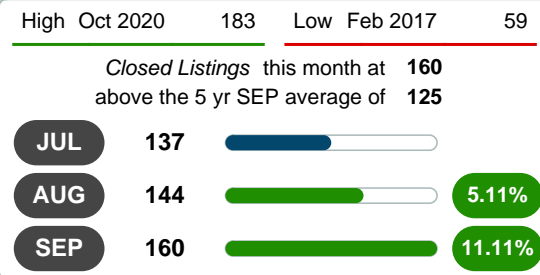 High Oct 2020 183 Low Feb 2017 59
Closed Listings this month at 160
above the 5 yr SEP average of 125
JUL 137
AUG 144 5.11%
SEP 160 11.11%